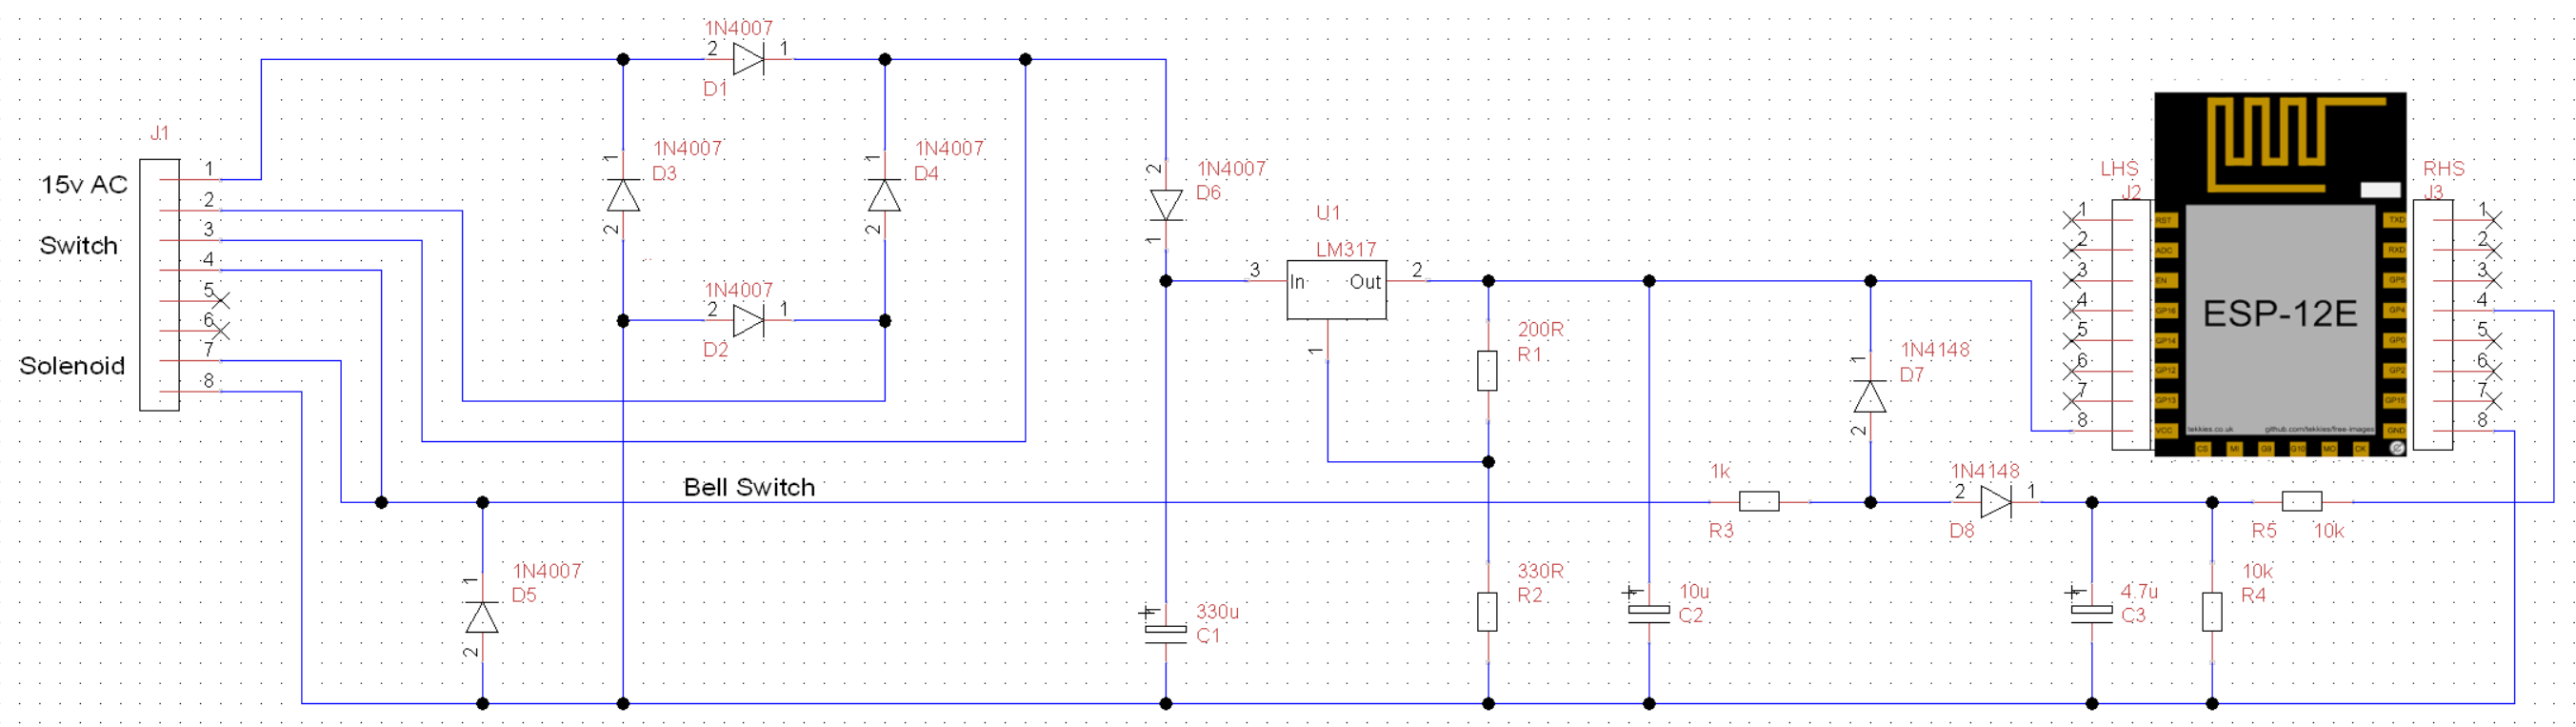 1N4007
2
1
D1
J1
15v AC
Switch
Solenoid
1
2
3
4
5
6
7
8
1
1N4007
D3
2
1
1N4007
D4
2
1N4007
2
1
D2
2
1N4007
D6
1
U1
LM317
3
In
Out
2
1
200R
R1
1
1N4148
D7
2
Bell Switch
1
1N4007
D5
2
1
330u
C1
330R
R2
1
10u
C2
1k
R3
1N4148
2
1
D8
1
4.7u
C3
10k
R4
R5
10k
LHS
J2
1
2
3
4
5
6
7
8
RST
ADC
EN
GP16
GP14
GP12
GP13
VCC
ESP-12E
tekkies.co.uk
github.com/tekkies/free-images
CS
MI
G9
G10
MO
CK
TXD
RXD
GP5
GP4
GP0
GP2
GP15
GND
RHS
J3
1
2
3
4
5
6
7
8